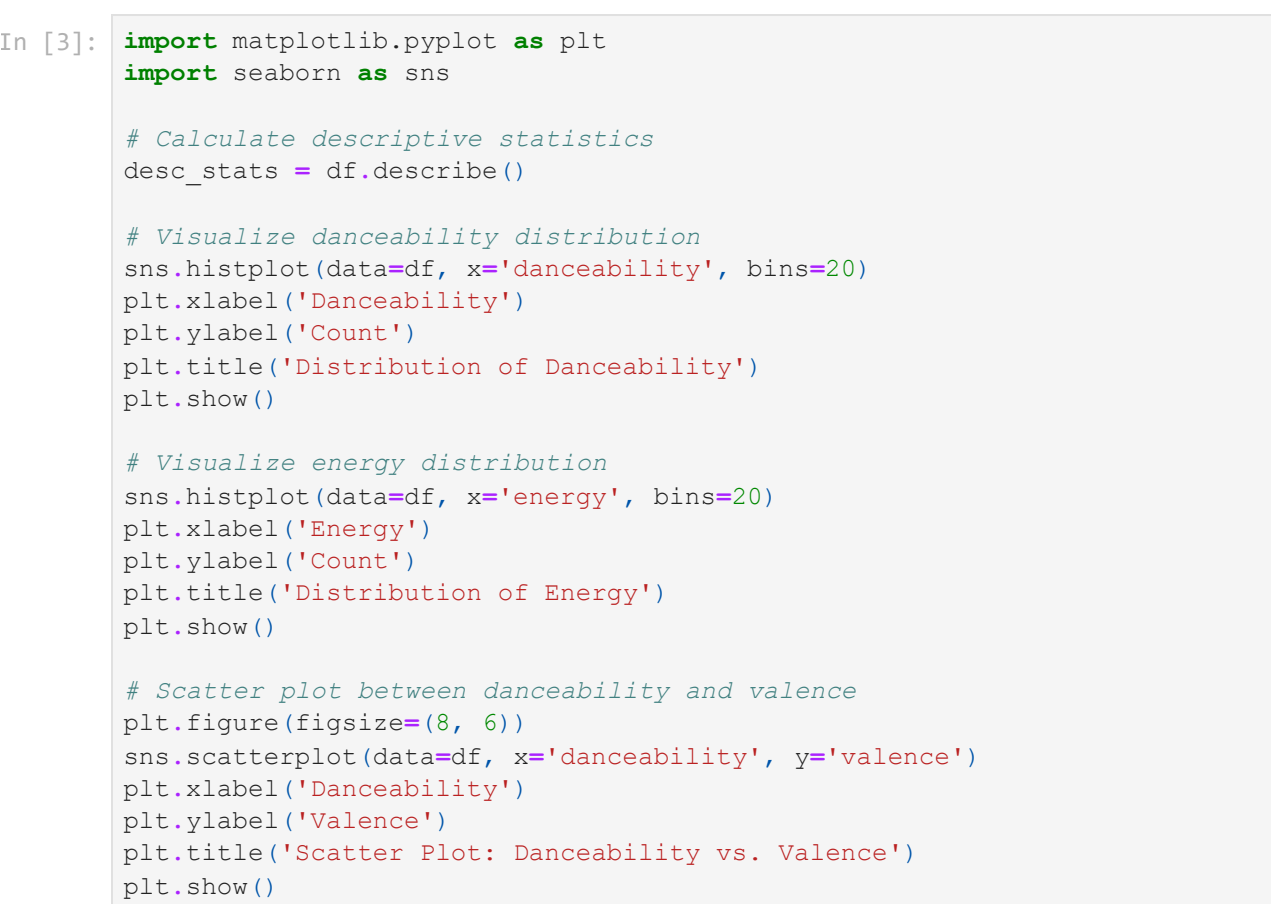 In [3]: import matplotlib.pyplot as plt
import seaborn as sns
# Calculate descriptive statistics
desc_stats = df.describe()
# Visualize danceability distribution
sns.histplot(data=df, x='danceability', bins=20)
plt.xlabel('Danceability')
plt.ylabel('Count')
plt.title('Distribution of Danceability')
plt.show()
# Visualize energy distribution
sns.histplot(data=df, x='energy', bins=20)
plt.xlabel('Energy')
plt.ylabel('Count')
plt.title('Distribution of Energy')
plt.show()
# Scatter plot between danceability and valence
plt.figure(figsize=(8, 6))
sns.scatterplot(data=df, x='danceability', y='valence')
plt.xlabel('Danceability')
plt.ylabel('Valence')
plt.title('Scatter Plot: Danceability vs. Valence')
plt.show()